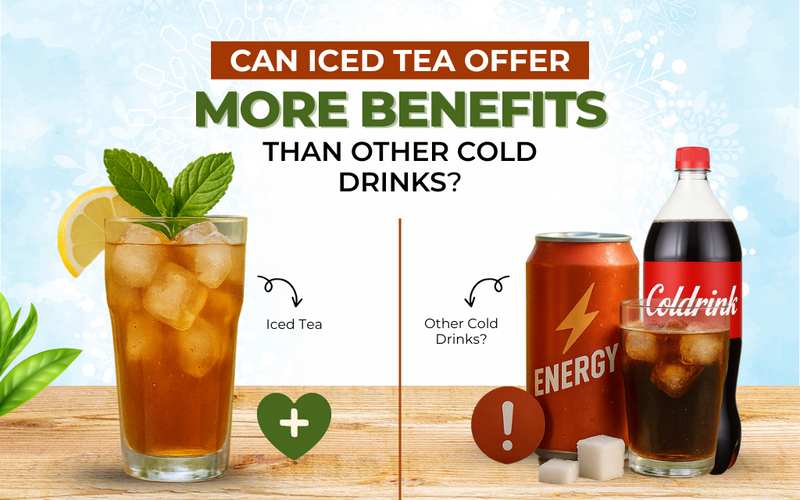 CAN ICED TEA OFFER
MORE BENEFITS
THAN OTHER COLD
DRINKS?
Iced Tea
Other Cold
Drinks?
ENERGY
Coldrink